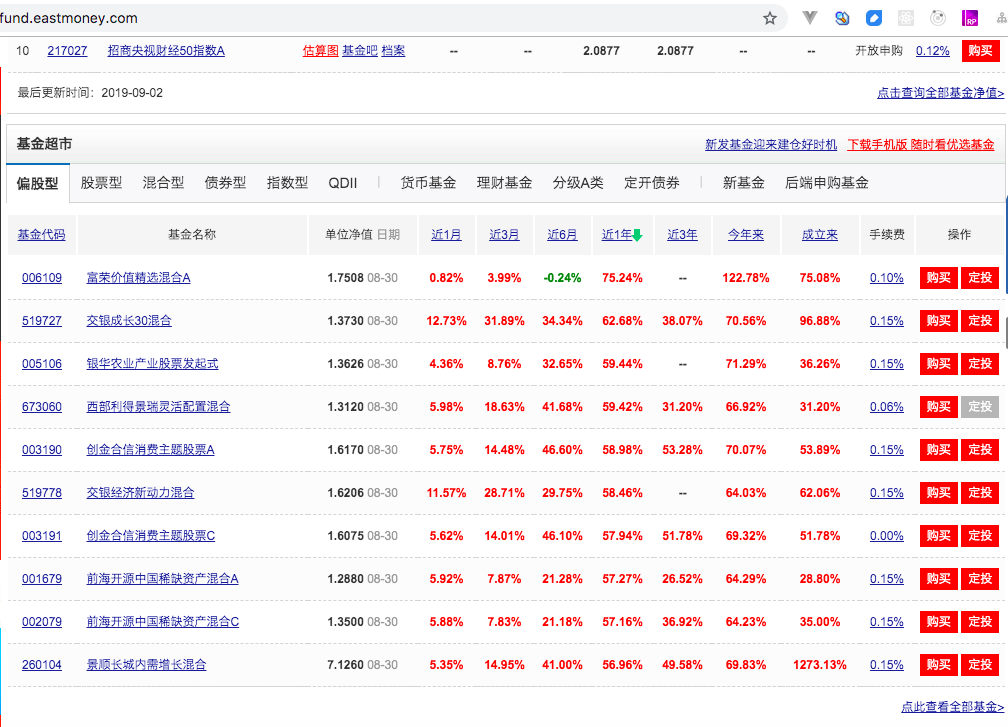 fund.eastmoney.com
10 217027 招商央视财经50指数A 估算图 基金吧 档案 -- -- -- 2.0877 2.0877 -- -- 开放申购 0.12% 购买
最后更新时间：2019-09-02 点击查询全部基金净值>
基金超市 新发基金迎来建仓好时机 下载手机版 随时看优选基金
偏股型 股票型 混合型 债券型 指数型 QDII | 货币基金 理财基金 分级A类 定开债券 | 新基金 后端申购基金
基金代码 基金名称 单位净值 日期 近1月 近3月 近6月 近1年 近3年 今年来 成立来 手续费 操作
006109 富荣价值精选混合A 1.7508 08-30 0.82% 3.99% -0.24% 75.24% -- 122.78% 75.08% 0.10% 购买 定投
519727 交银成长30混合 1.3730 08-30 12.73% 31.89% 34.34% 62.68% 38.07% 70.56% 96.88% 0.15% 购买 定投
005106 银华农业产业股票发起式 1.3626 08-30 4.36% 8.76% 32.65% 59.44% -- 71.29% 36.26% 0.15% 购买 定投
673060 西部利得景瑞灵活配置混合 1.3120 08-30 5.98% 18.63% 41.68% 59.42% 31.20% 66.92% 31.20% 0.06% 购买 定投
003190 创金合信消费主题股票A 1.6170 08-30 5.75% 14.48% 46.60% 58.98% 53.28% 70.07% 53.89% 0.15% 购买 定投
519778 交银经济新动力混合 1.6206 08-30 11.57% 28.71% 29.75% 58.46% -- 64.03% 62.06% 0.15% 购买 定投
003191 创金合信消费主题股票C 1.6075 08-30 5.62% 14.01% 46.10% 57.94% 51.78% 69.32% 51.78% 0.00% 购买 定投
001679 前海开源中国稀缺资产混合A 1.2880 08-30 5.92% 7.87% 21.28% 57.27% 26.52% 64.29% 28.80% 0.15% 购买 定投
002079 前海开源中国稀缺资产混合C 1.3500 08-30 5.88% 7.83% 21.18% 57.16% 36.92% 64.23% 35.00% 0.15% 购买 定投
260104 景顺长城内需增长混合 7.1260 08-30 5.35% 14.95% 41.00% 56.96% 49.58% 69.83% 1273.13% 0.15% 购买 定投
点此查看全部基金>